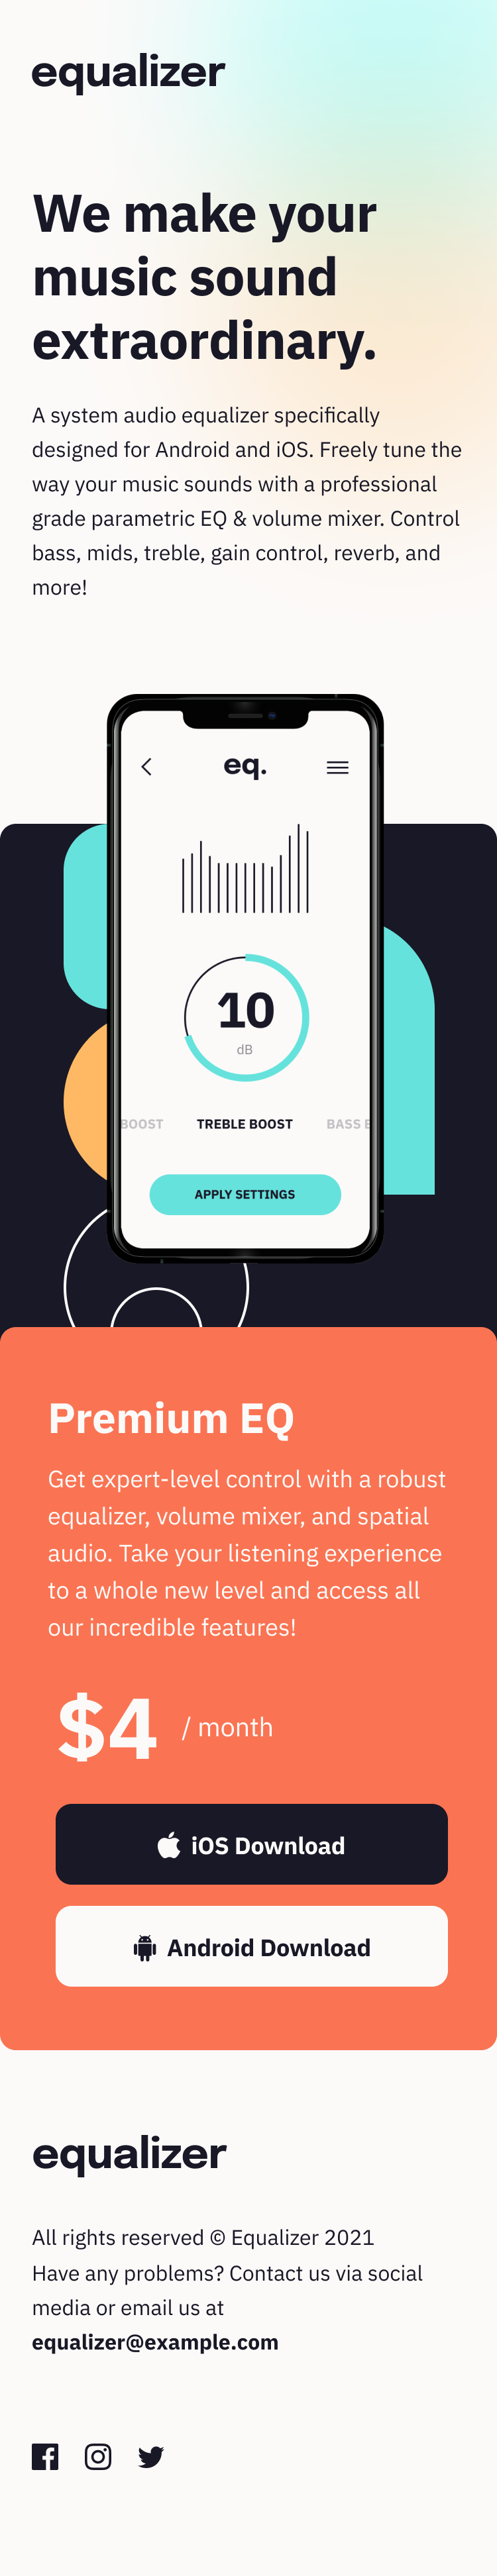 equalizer
We make your
music sound
extraordinary.
A system audio equalizer specifically
designed for Android and iOS. Freely tune the
way your music sounds with a professional
grade parametric EQ & volume mixer. Control
bass, mids, treble, gain control, reverb, and
more!
eq.
10
dB
BOOST TREBLE BOOST BASS
APPLY SETTINGS
Premium EQ
Get expert-level control with a robust
equalizer, volume mixer, and spatial
audio. Take your listening experience
to a whole new level and access all
our incredible features!
$4 / month
iOS Download
Android Download
equalizer
All rights reserved © Equalizer 2021
Have any problems? Contact us via social
media or email us at
equalizer@example.com